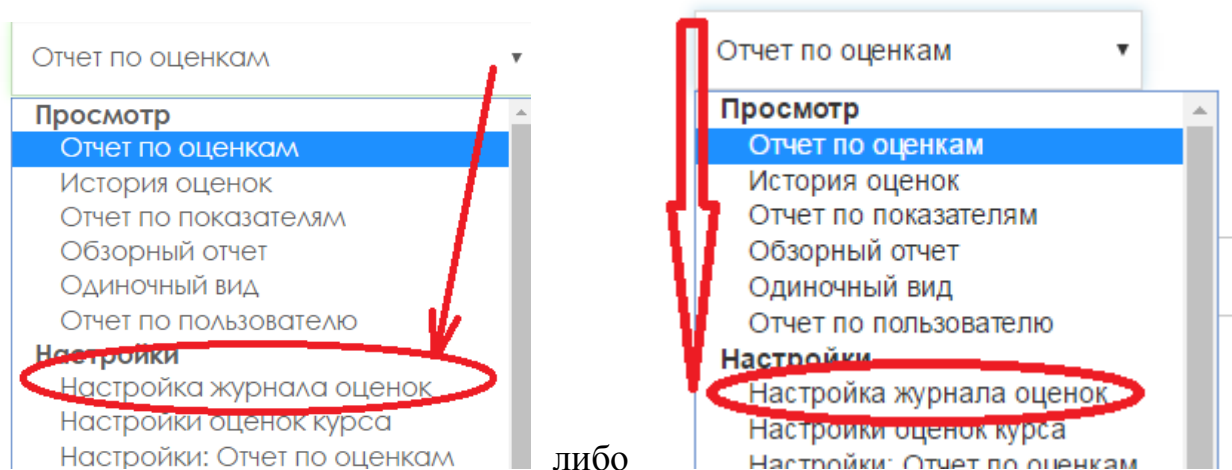 Отчет по оценкам
Просмотр
Отчет по оценкам
История оценок
Отчет по показателям
Обзорный отчет
Одиночный вид
Отчет по пользователю
Настройки
Настройка журнала оценок
Настройки оценок курса
Настройки: Отчет по оценкам
либо
Отчет по оценкам
Просмотр
Отчет по оценкам
История оценок
Отчет по показателям
Обзорный отчет
Одиночный вид
Отчет по пользователю
Настройки
Настройка журнала оценок
Настройки оценок курса
Настройки: Отчет по оценкам